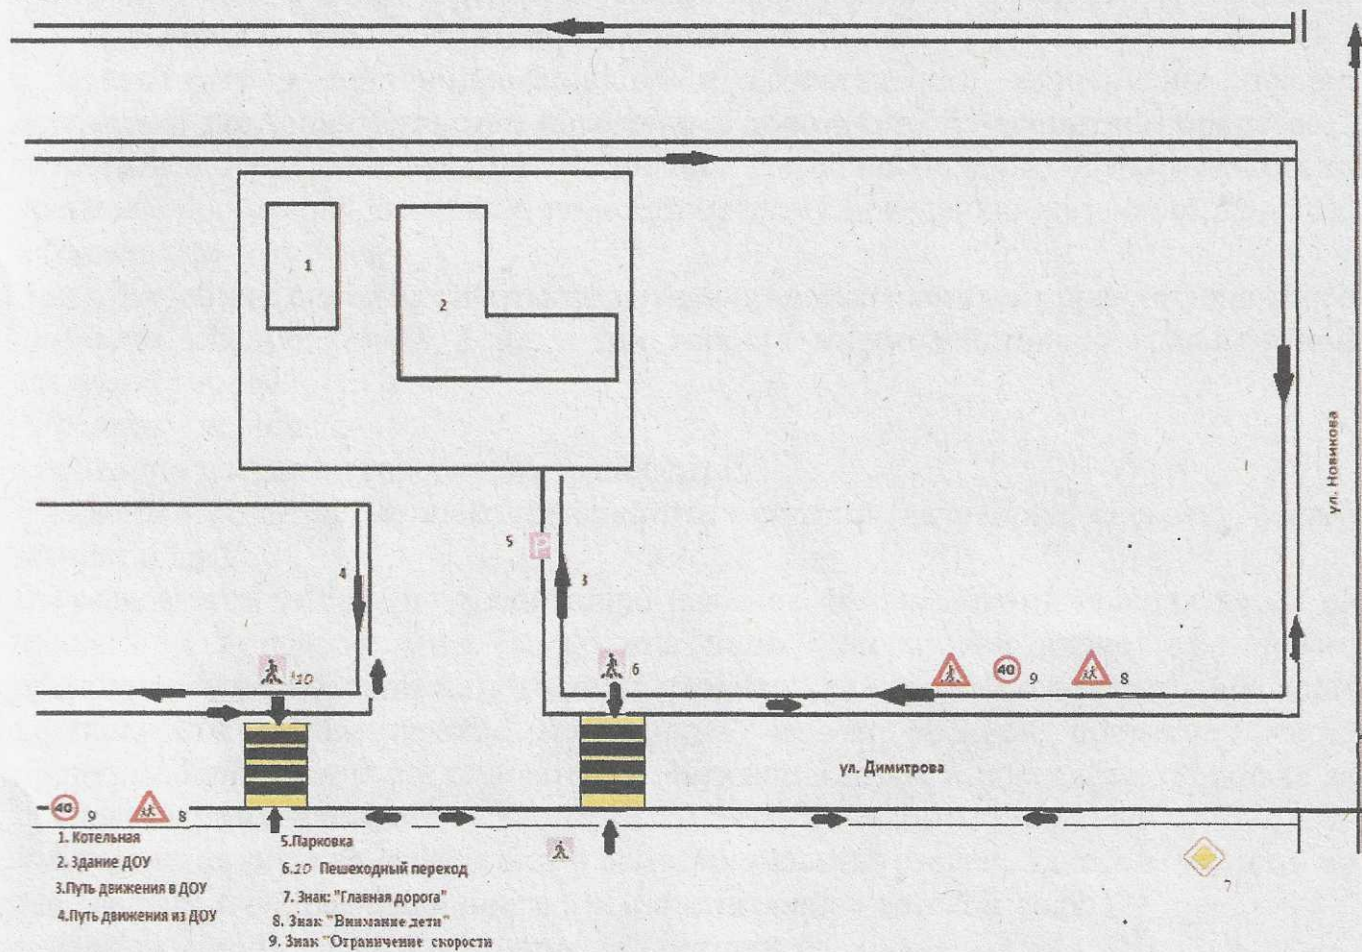 1
2
ул. Новикова
5 P
4
3
10
6
40 9
8
ул. Димитрова
40 9
8
1. Котельная
2. Здание ДОУ
3.Путь движения в ДОУ
4.Путь движения из ДОУ
5.Парковка
6.10 Пешеходный переход
7. Знак: "Главная дорога"
8. Знак "Внимание дети"
9. Знак "Ограничение скорости
7